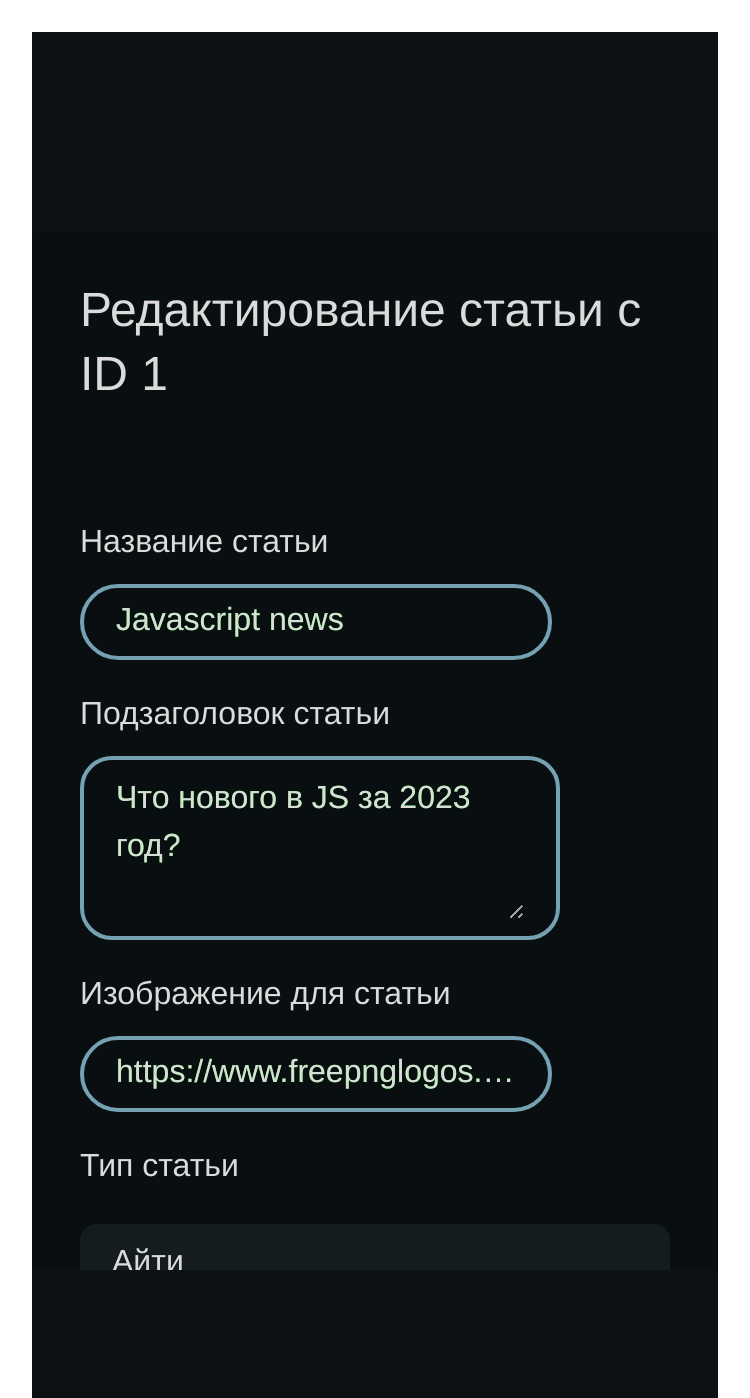 Редактирование статьи с
ID 1
Название статьи
Javascript news
Подзаголовок статьи
Что нового в JS за 2023
год?
Изображение для статьи
https://www.freepnglogos.…
Тип статьи
Айти